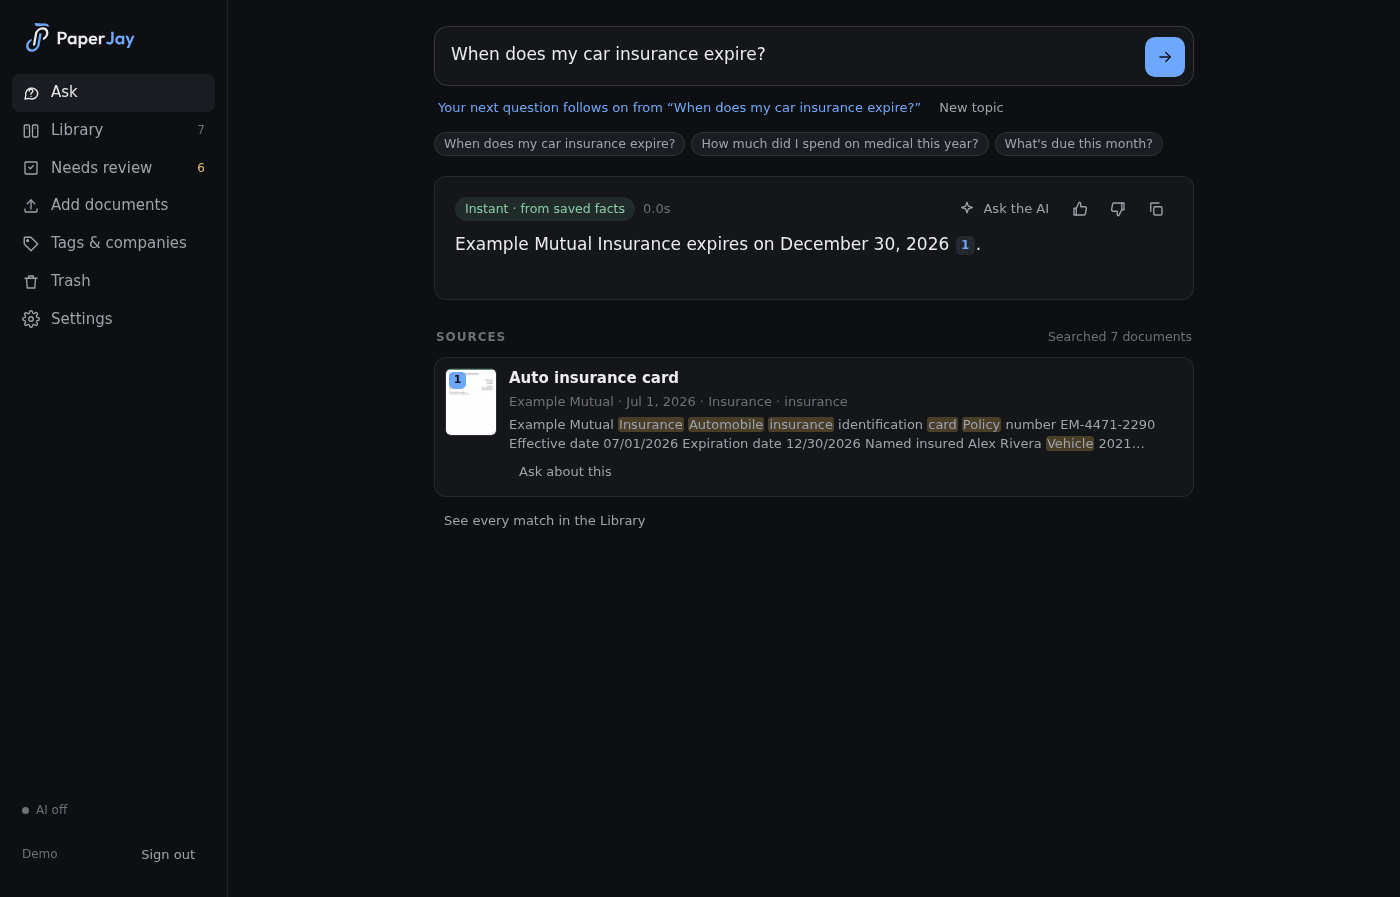 PaperJay
Ask
Library 7
Needs review 6
Add documents
Tags & companies
Trash
Settings
AI off
Demo Sign out
When does my car insurance expire?
Your next question follows on from “When does my car insurance expire?” New topic
When does my car insurance expire? How much did I spend on medical this year? What's due this month?
Instant · from saved facts 0.0s Ask the AI
Example Mutual Insurance expires on December 30, 2026 1.
SOURCES Searched 7 documents
1
Auto insurance card
Example Mutual · Jul 1, 2026 · Insurance · insurance
Example Mutual Insurance Automobile insurance identification card Policy number EM-4471-2290
Effective date 07/01/2026 Expiration date 12/30/2026 Named insured Alex Rivera Vehicle 2021…
Ask about this
See every match in the Library